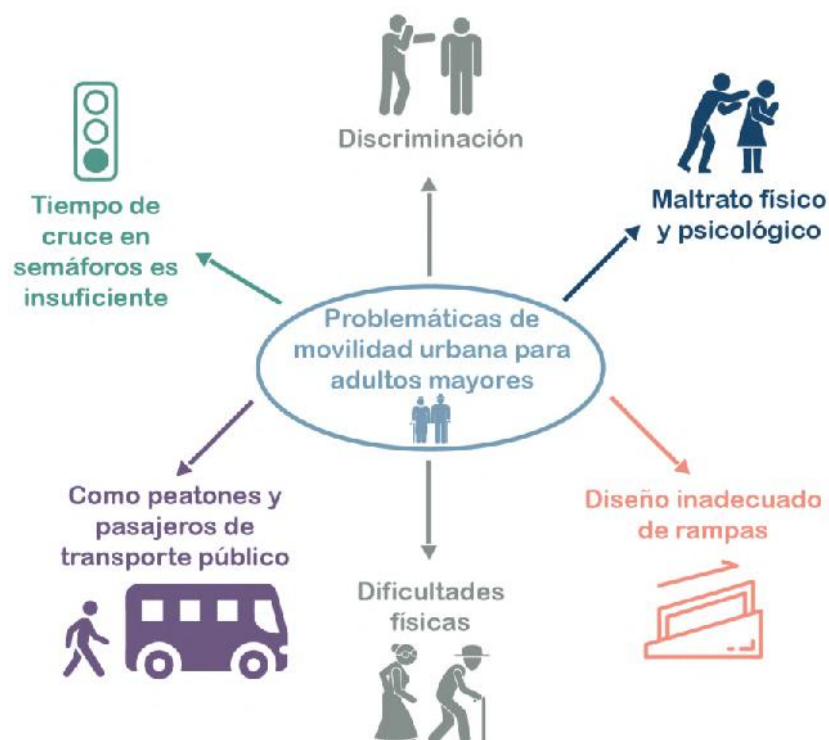 Discriminación
Tiempo de
cruce en
semáforos es
insuficiente
Maltrato físico
y psicológico
Problemáticas de
movilidad urbana para
adultos mayores
Como peatones y
pasajeros de
transporte público
Diseño inadecuado
de rampas
Dificultades
físicas